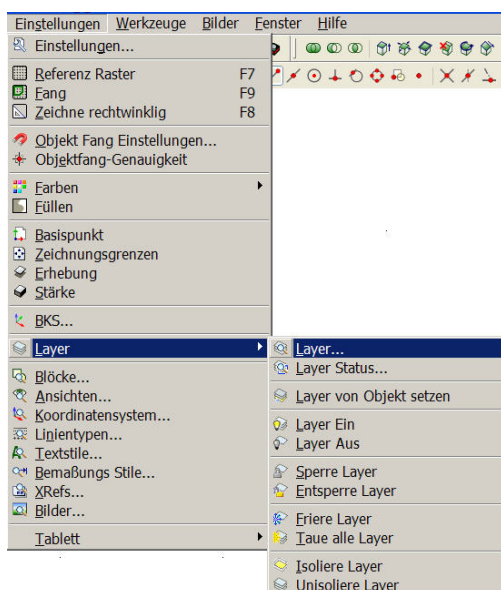 Einstellungen Werkzeuge Bilder Fenster Hilfe
Einstellungen...
Referenz Raster F7
Fang F9
Zeichne rechtwinklig F8
Objekt Fang Einstellungen...
Objektfang-Genauigkeit
Farben
Füllen
Basispunkt
Zeichnungsgrenzen
Erhebung
Stärke
BKS...
Layer
Blöcke...
Ansichten...
Koordinatensystem...
Linientypen...
Textstile...
Bemaßungs Stile...
XRefs...
Bilder...
Tablett
Layer...
Layer Status...
Layer von Objekt setzen
Layer Ein
Layer Aus
Sperre Layer
Entsperre Layer
Friere Layer
Taue alle Layer
Isoliere Layer
Unisoliere Layer